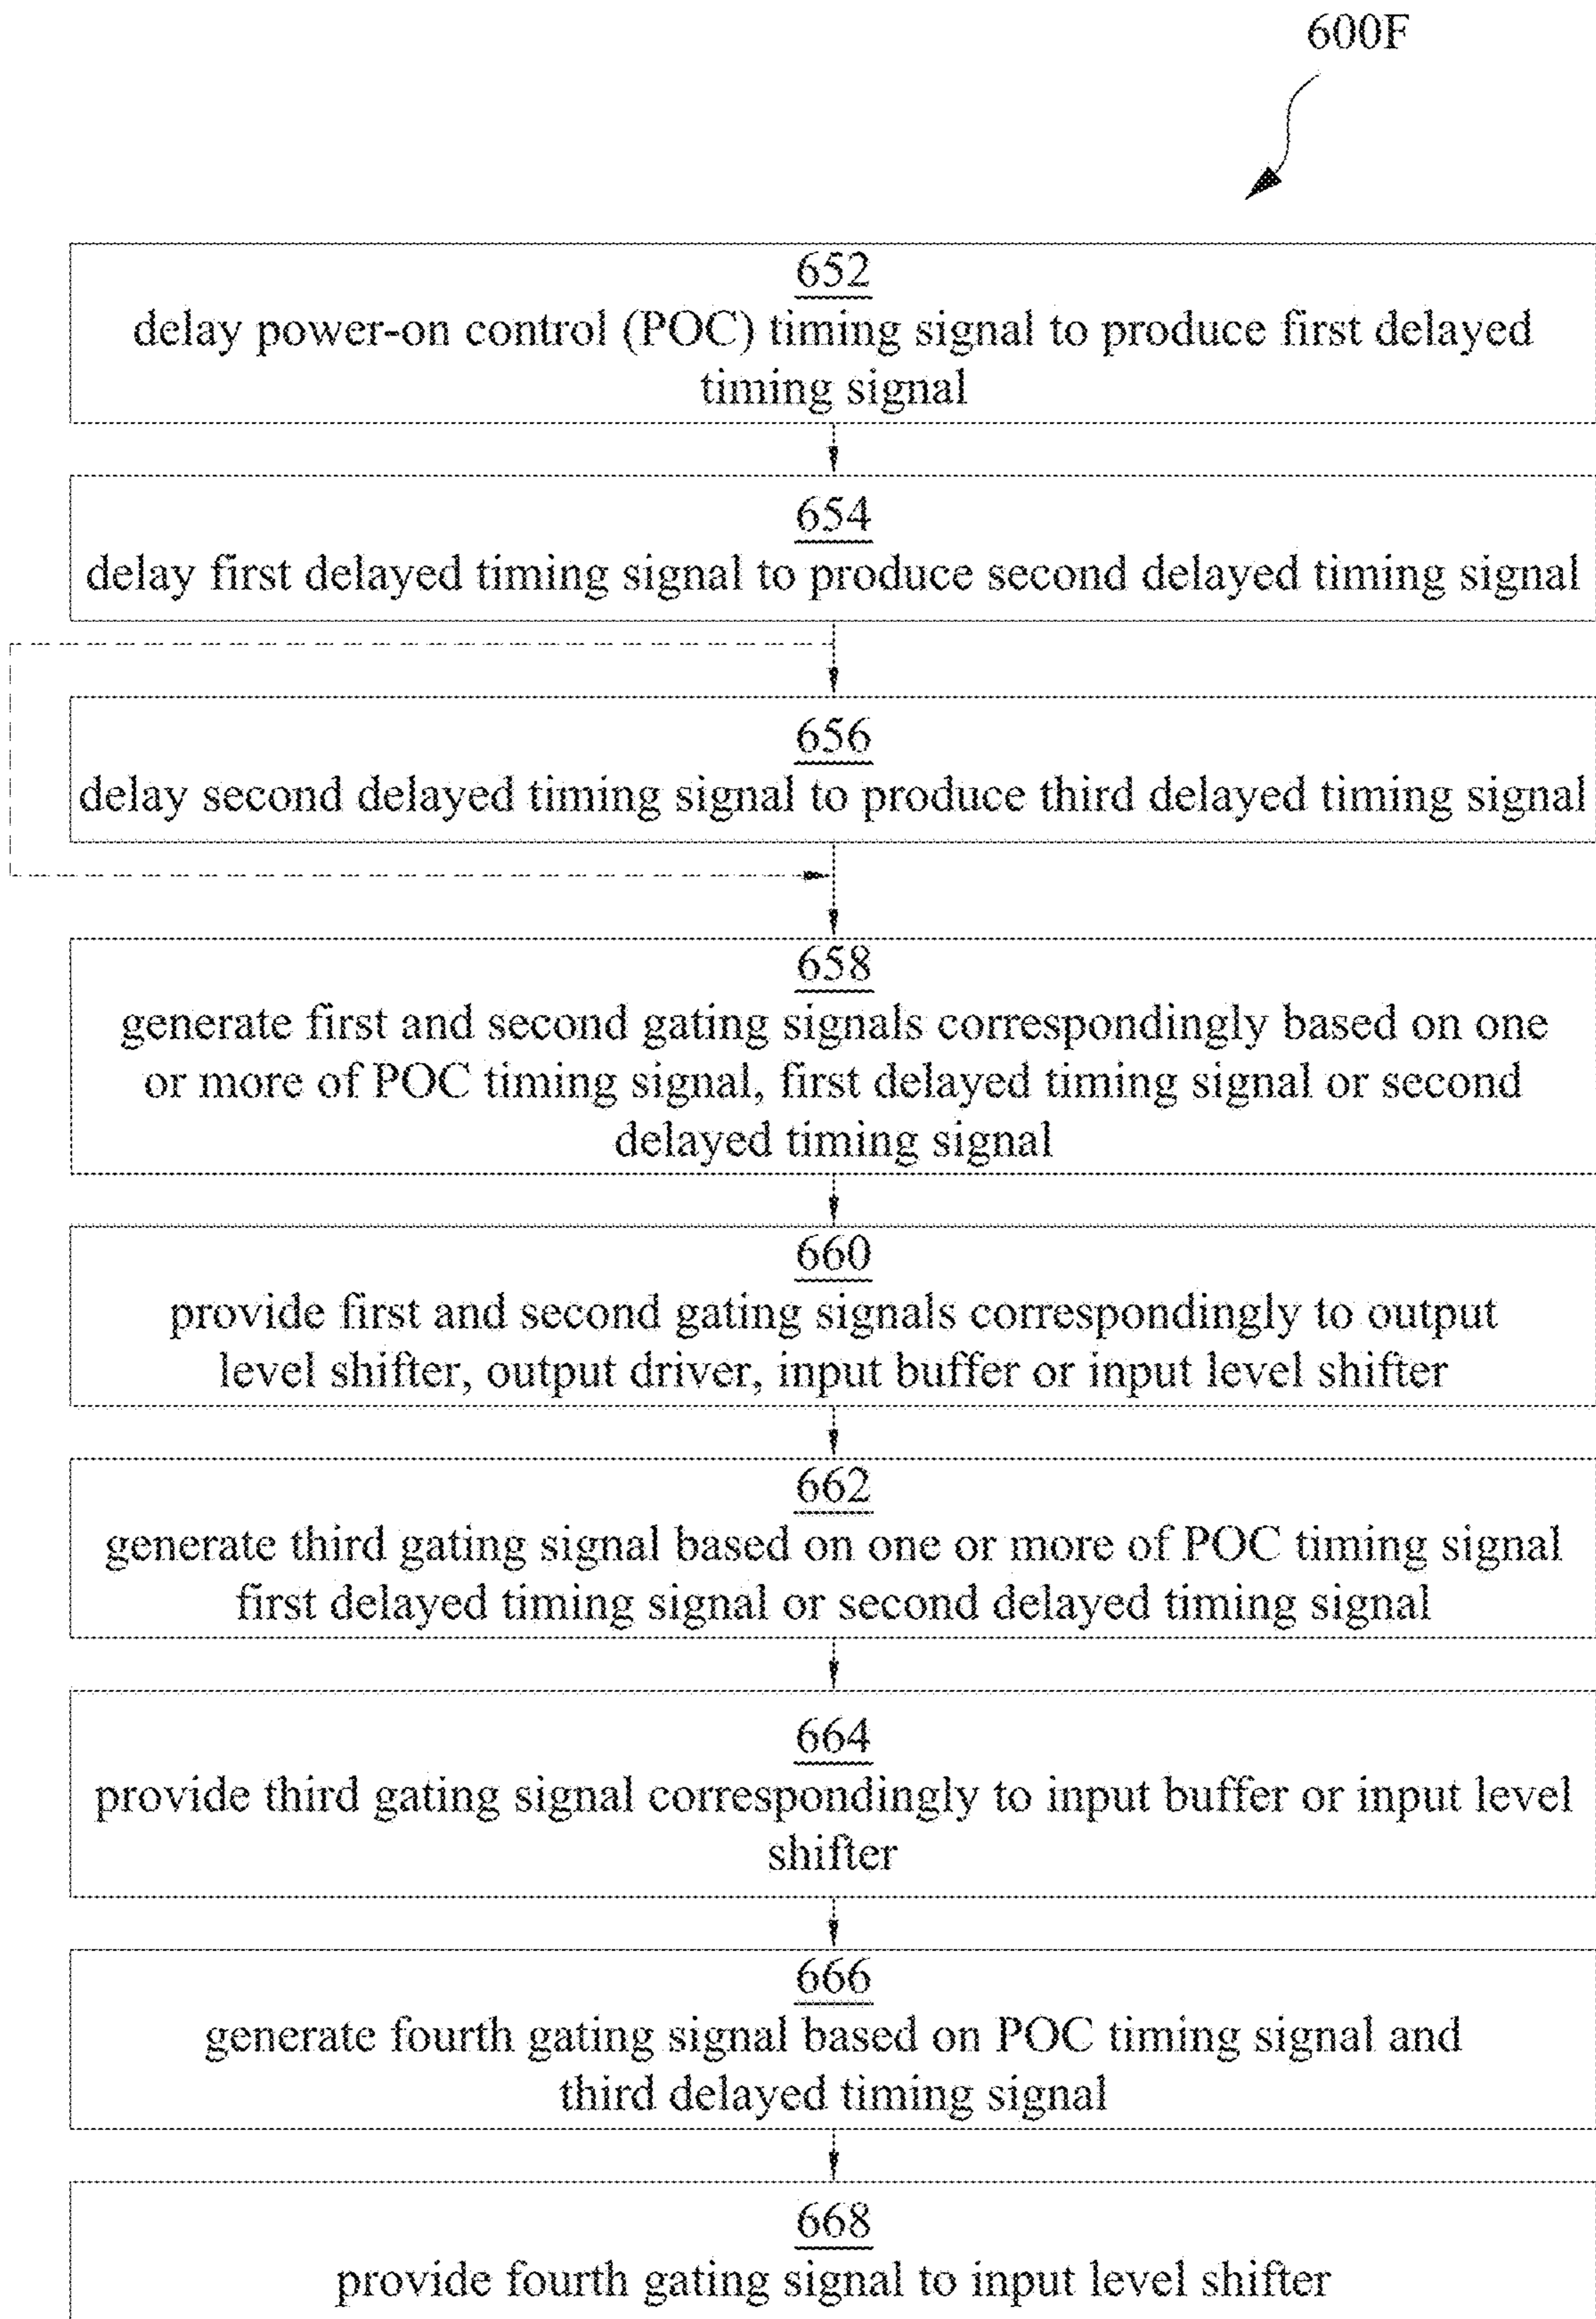 600F
652
delay power-on control (POC) timing signal to produce first delayed
timing signal
654
delay first delayed timing signal to produce second delayed timing signal
656
delay second delayed timing signal to produce third delayed timing signal
658
generate first and second gating signals correspondingly based on one
or more of POC timing signal, first delayed timing signal or second
delayed timing signal
660
provide first and second gating signals correspondingly to output
level shifter, output driver, input buffer or input level shifter
662
generate third gating signal based on one or more of POC timing signal
first delayed timing signal or second delayed timing signal
664
provide third gating signal correspondingly to input buffer or input level
shifter
666
generate fourth gating signal based on POC timing signal and
third delayed timing signal
668
provide fourth gating signal to input level shifter